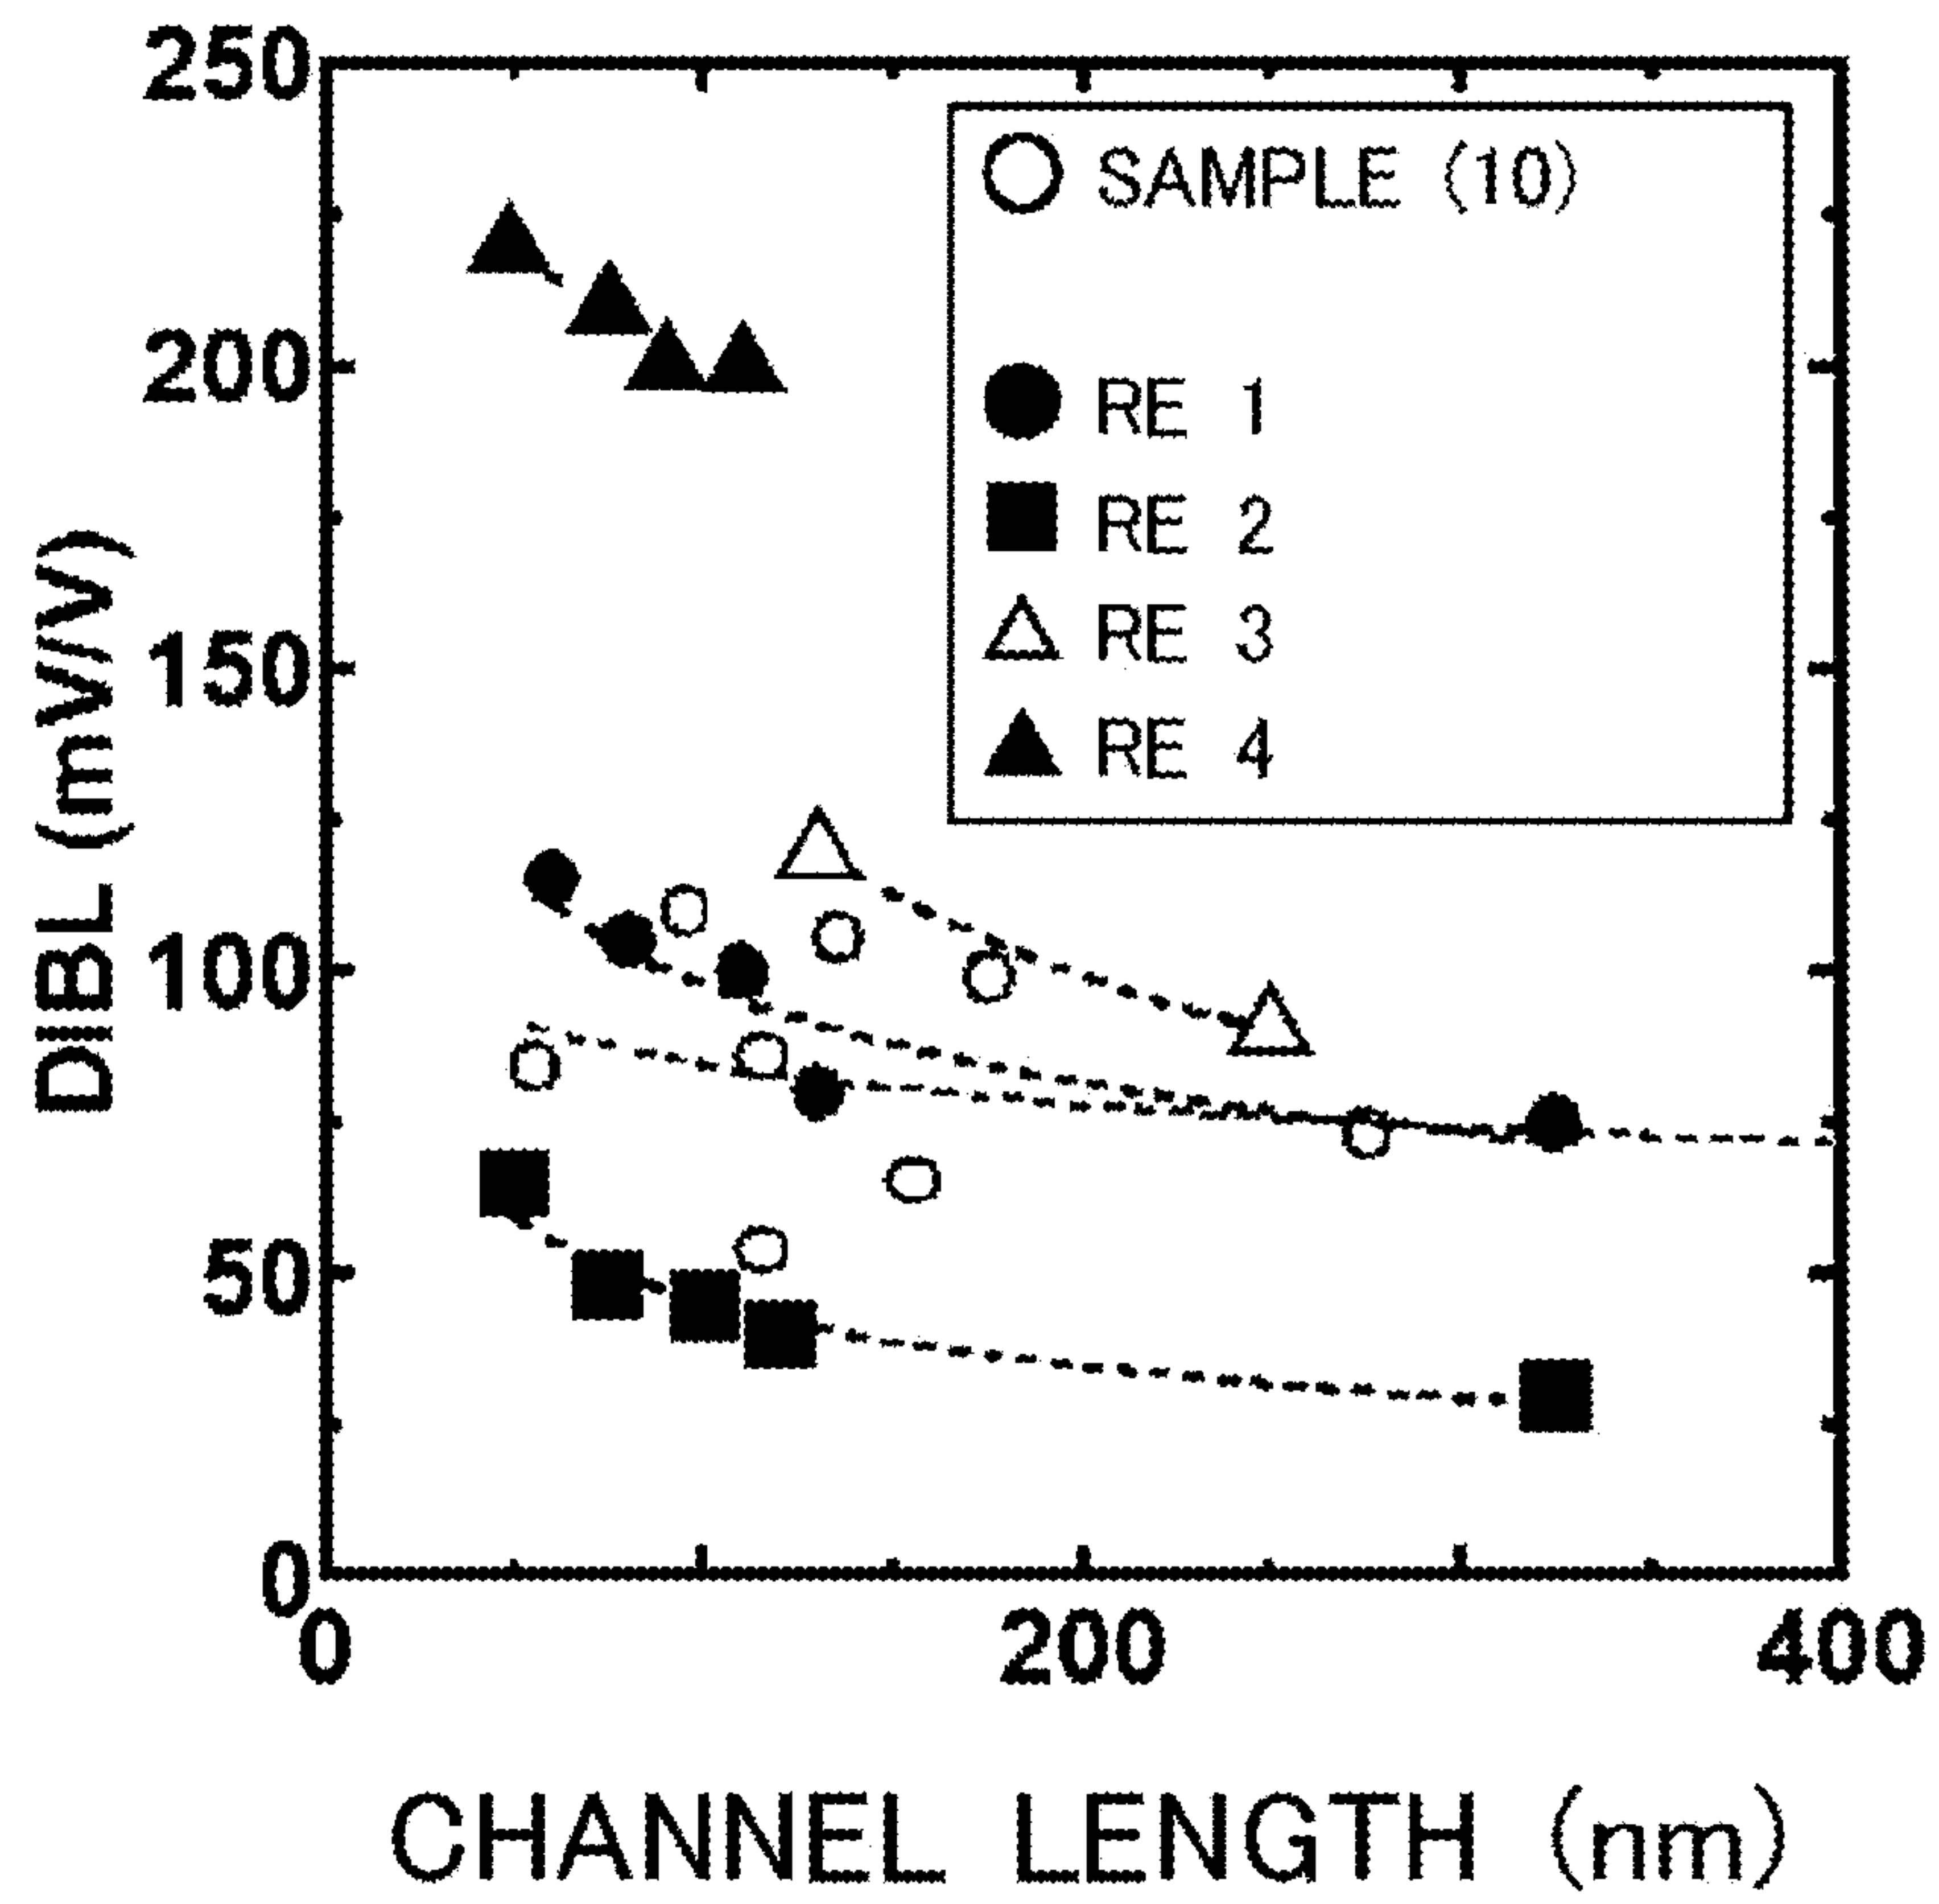 250
200
150
100
50
0
DIBL (mV/V)
SAMPLE (10)
RE 1
RE 2
RE 3
RE 4
0 200 400
CHANNEL LENGTH (nm)